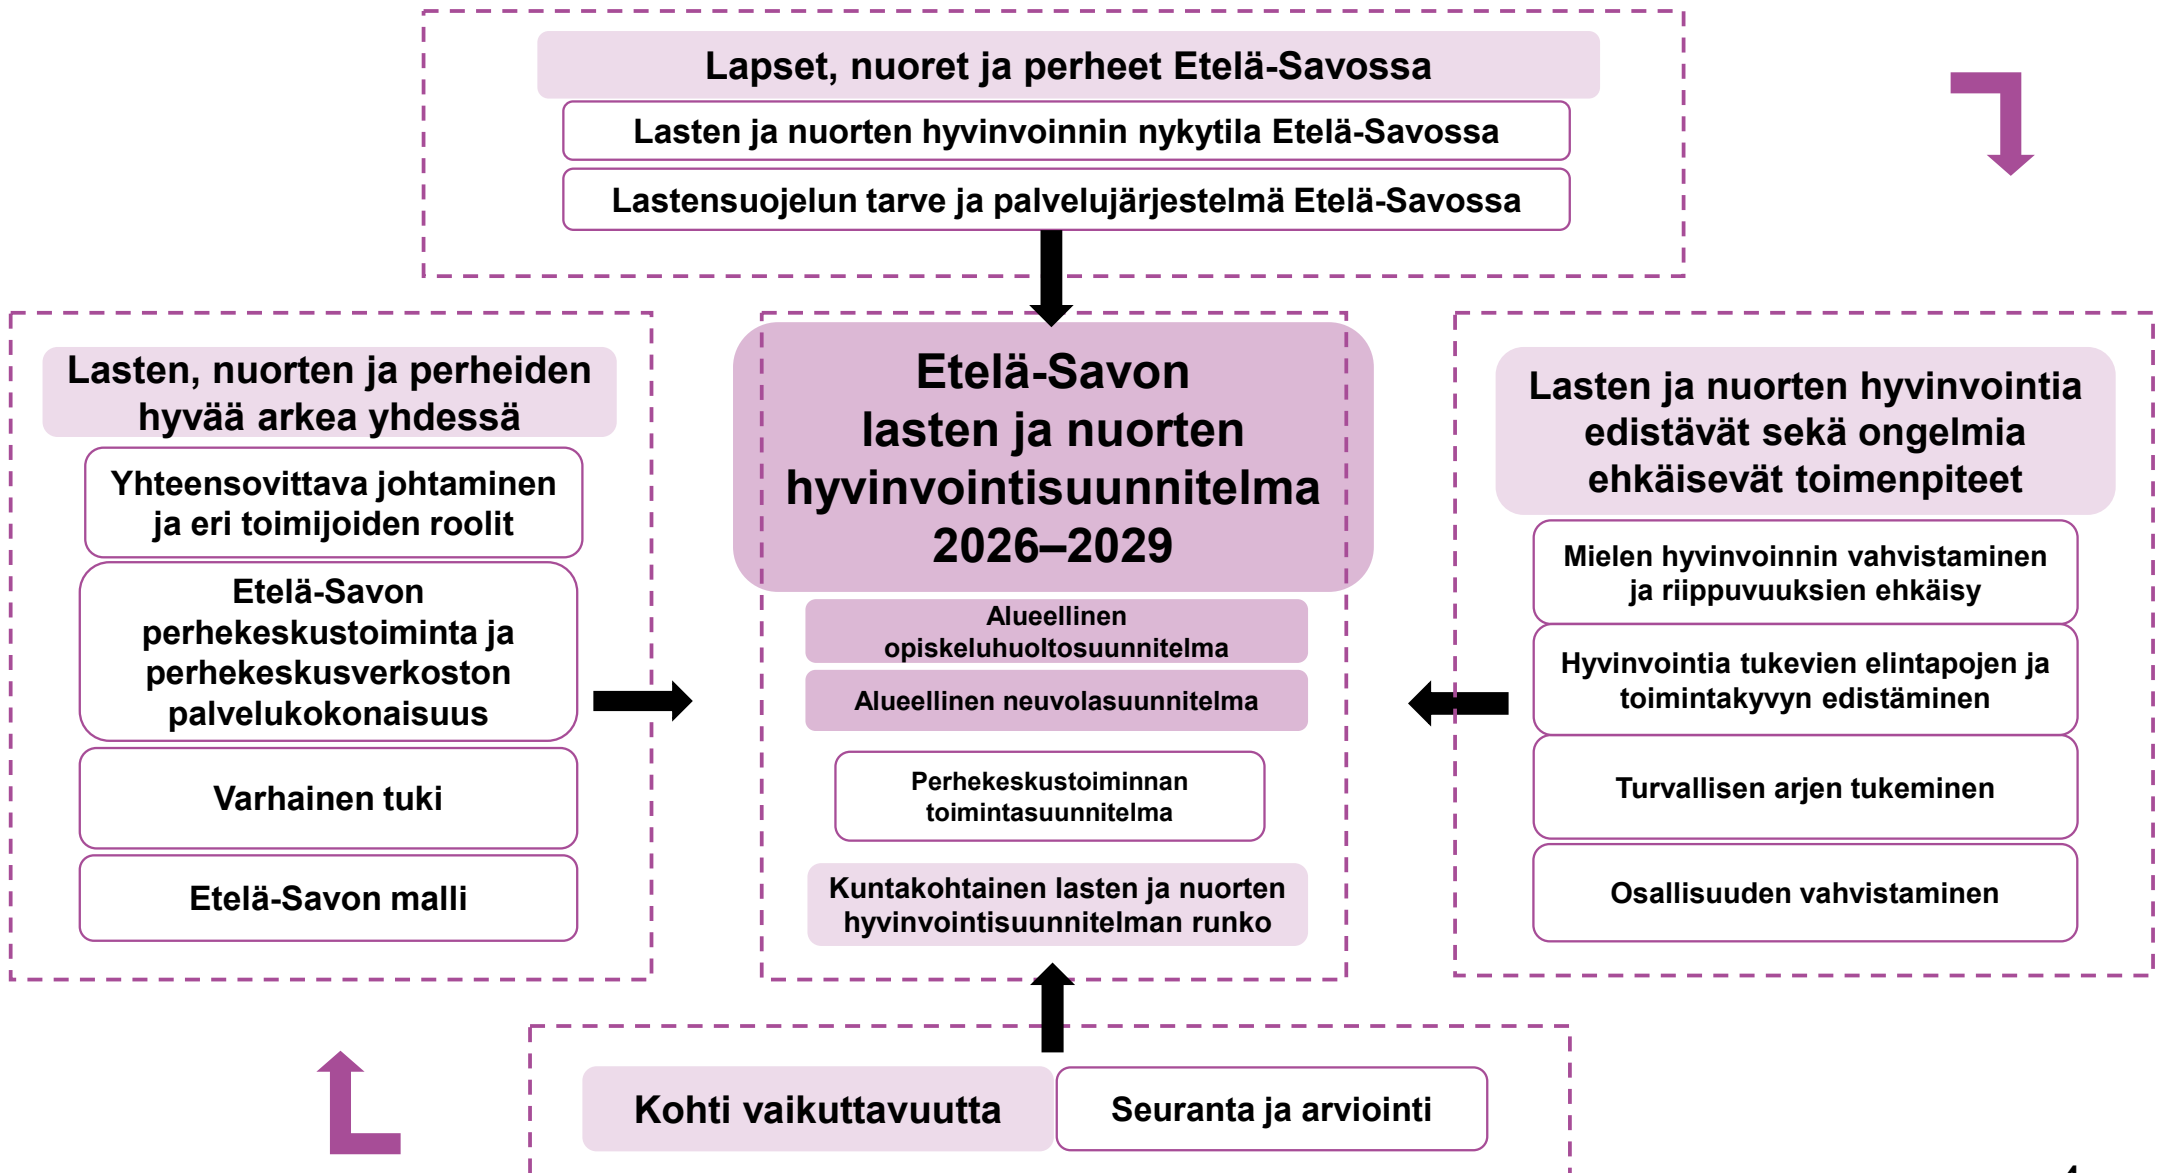 Lapset, nuoret ja perheet Etelä-Savossa
Lasten ja nuorten hyvinvoinnin nykytila Etelä-Savossa
Lastensuojelun tarve ja palvelujärjestelmä Etelä-Savossa
Lasten, nuorten ja perheiden
hyvää arkea yhdessä
Yhteensovittava johtaminen
ja eri toimijoiden roolit
Etelä-Savon
perhekeskustoiminta ja
perhekeskusverkoston
palvelukokonaisuus
Varhainen tuki
Etelä-Savon malli
Etelä-Savon
lasten ja nuorten
hyvinvointisuunnitelma
2026–2029
Alueellinen
opiskeluhuoltosuunnitelma
Alueellinen neuvolasuunnitelma
Perhekeskustoiminnan
toimintasuunnitelma
Kuntakohtainen lasten ja nuorten
hyvinvointisuunnitelman runko
Lasten ja nuorten hyvinvointia
edistävät sekä ongelmia
ehkäisevät toimenpiteet
Mielen hyvinvoinnin vahvistaminen
ja riippuvuuksien ehkäisy
Hyvinvointia tukevien elintapojen ja
toimintakyvyn edistäminen
Turvallisen arjen tukeminen
Osallisuuden vahvistaminen
Kohti vaikuttavuutta
Seuranta ja arviointi